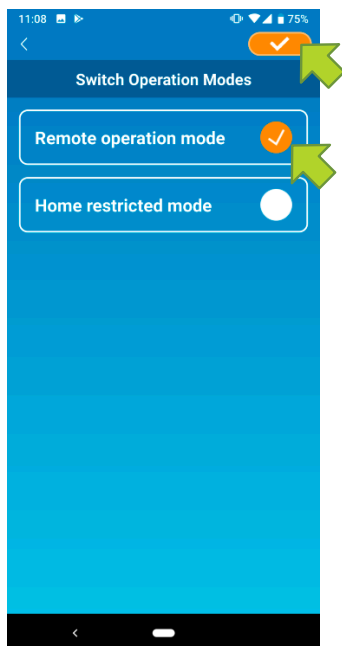 11:08 75%
Switch Operation Modes
Remote operation mode
Home restricted mode